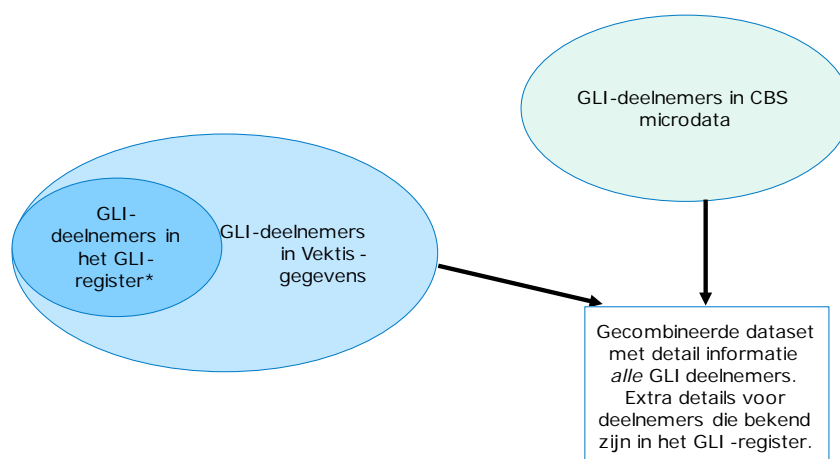 GLI-deelnemers in CBS
microdata
GLI-
deelnemers in
het GLI-
register*
GLI-deelnemers
in Vektis -
gegevens
Gecombineerde dataset
met detail informatie
alle GLI deelnemers.
Extra details voor
deelnemers die bekend
zijn in het GLI -register.